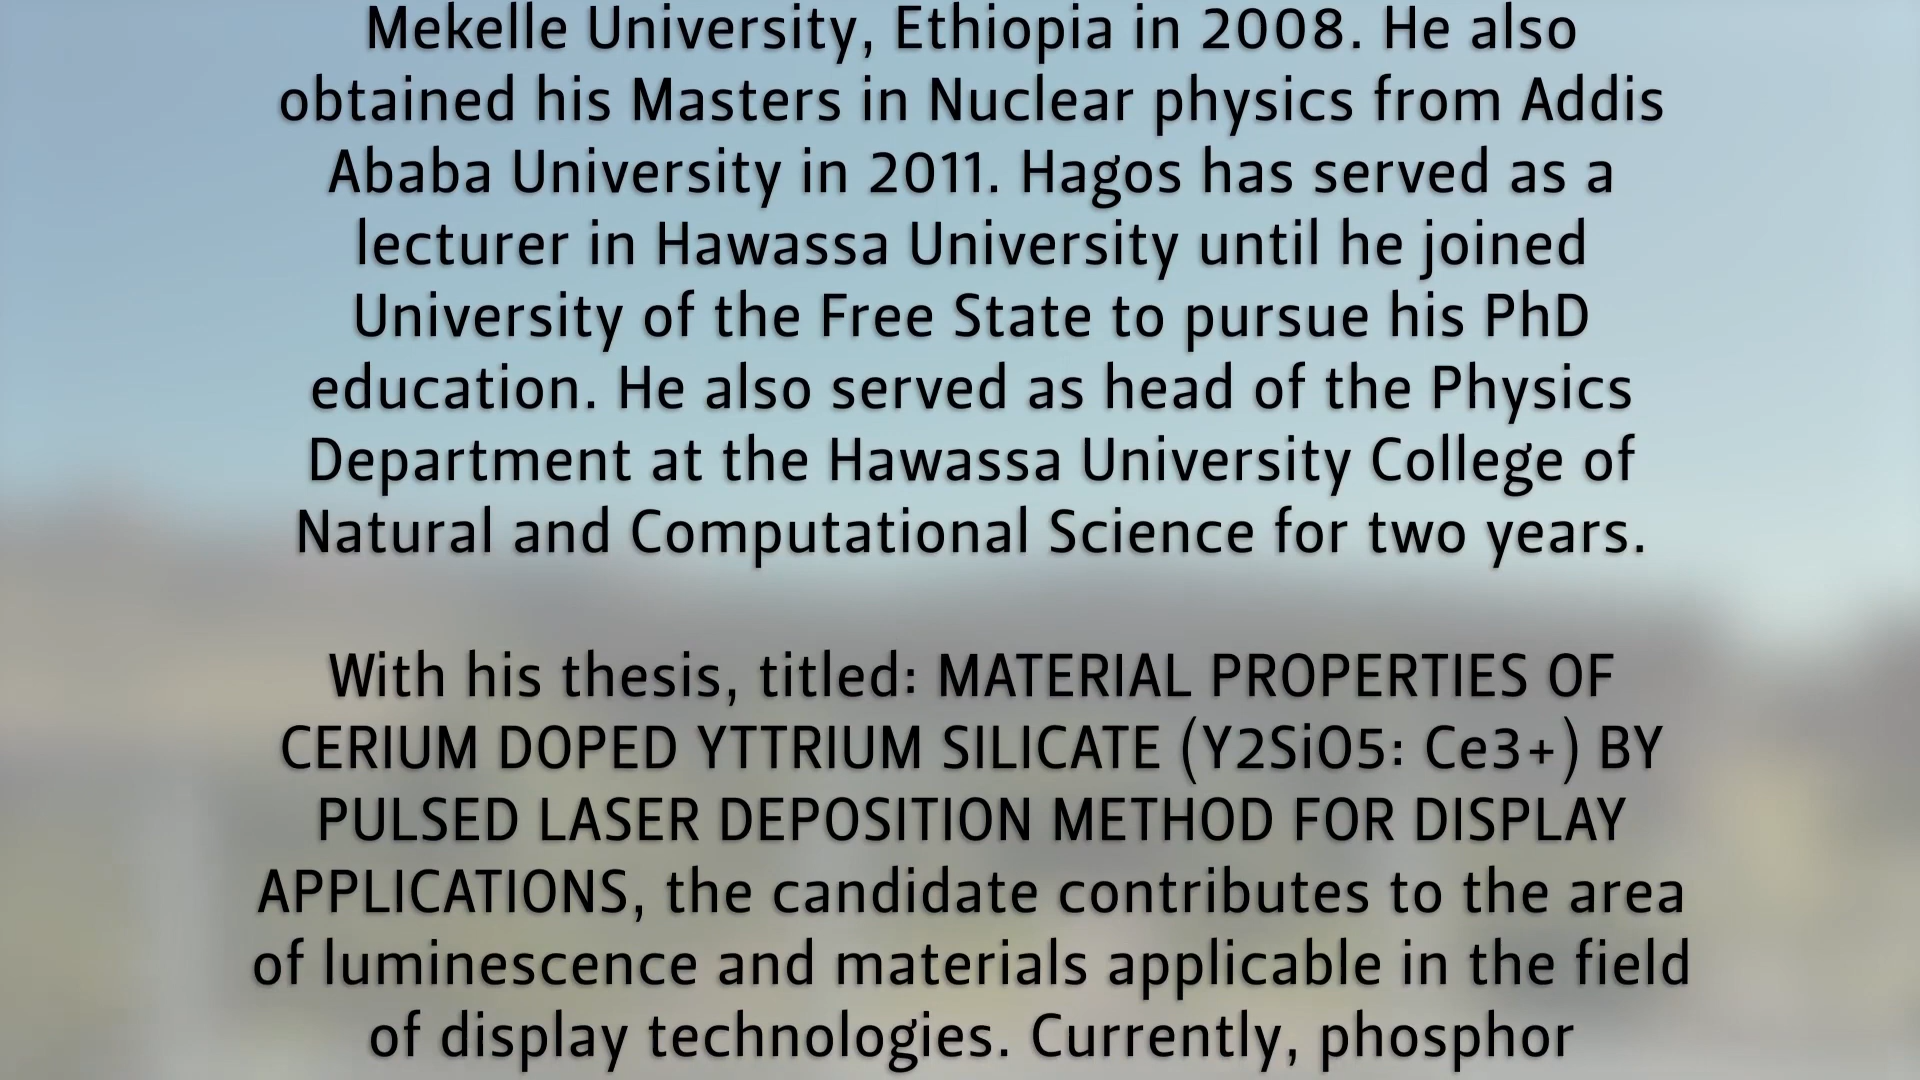 Mekelle University, Ethiopia in 2008. He also
obtained his Masters in Nuclear physics from Addis
Ababa University in 2011. Hagos has served as a
lecturer in Hawassa University until he joined
University of the Free State to pursue his PhD
education. He also served as head of the Physics
Department at the Hawassa University College of
Natural and Computational Science for two years.
With his thesis, titled: MATERIAL PROPERTIES OF
CERIUM DOPED YTTRIUM SILICATE (Y2SiO5: Ce3+) BY
PULSED LASER DEPOSITION METHOD FOR DISPLAY
APPLICATIONS, the candidate contributes to the area
of luminescence and materials applicable in the field
of display technologies. Currently, phosphor